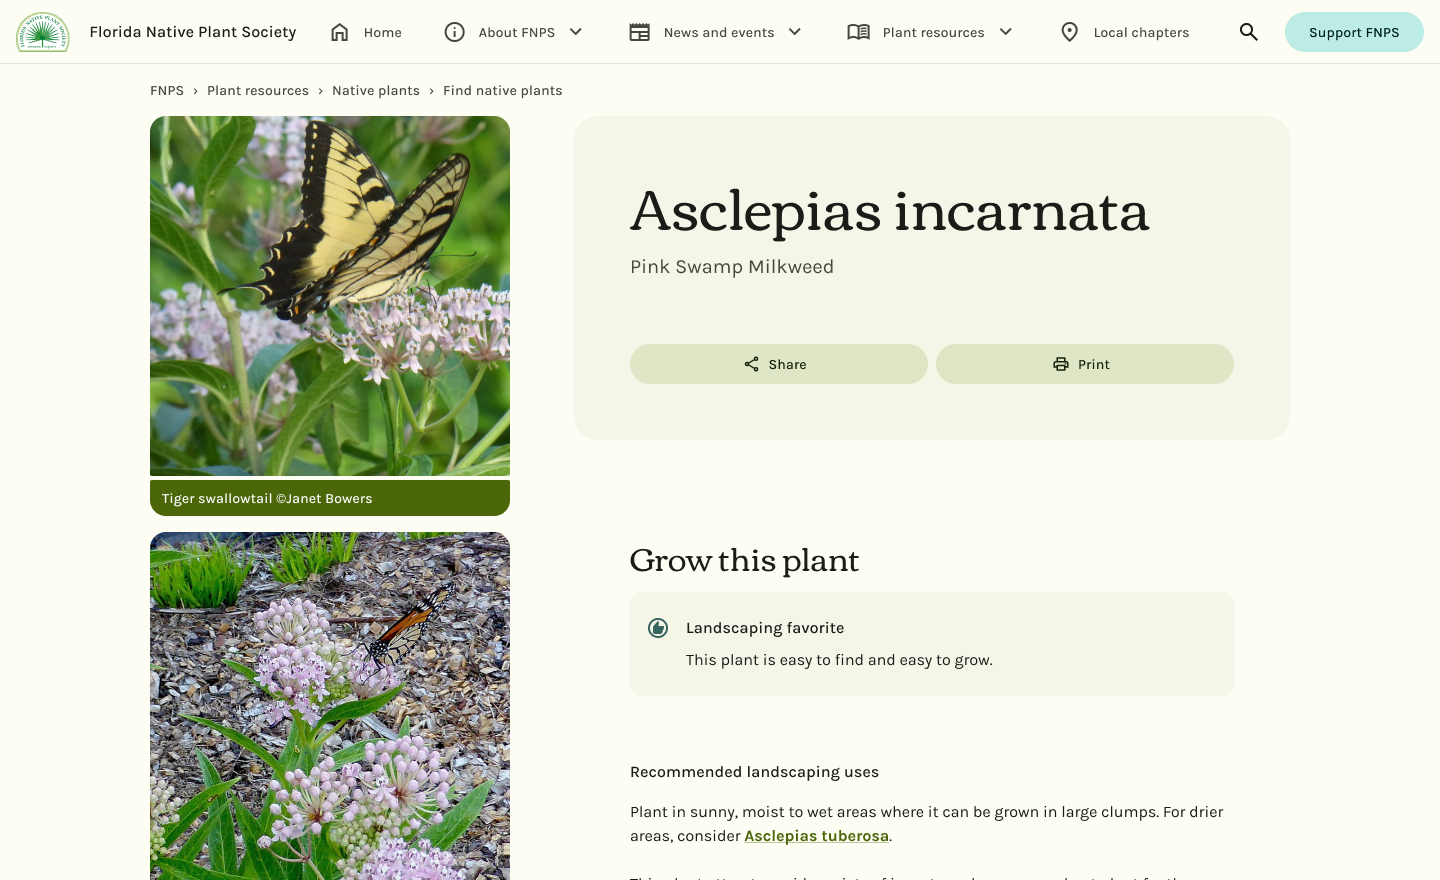 Florida Native Plant Society
Home
About FNPS
News and events
Plant resources
Local chapters
Support FNPS
FNPS › Plant resources › Native plants › Find native plants
Tiger swallowtail ©Janet Bowers
Asclepias incarnata
Pink Swamp Milkweed
Share
Print
Grow this plant
Landscaping favorite
This plant is easy to find and easy to grow.
Recommended landscaping uses
Plant in sunny, moist to wet areas where it can be grown in large clumps. For drier
areas, consider Asclepias tuberosa.